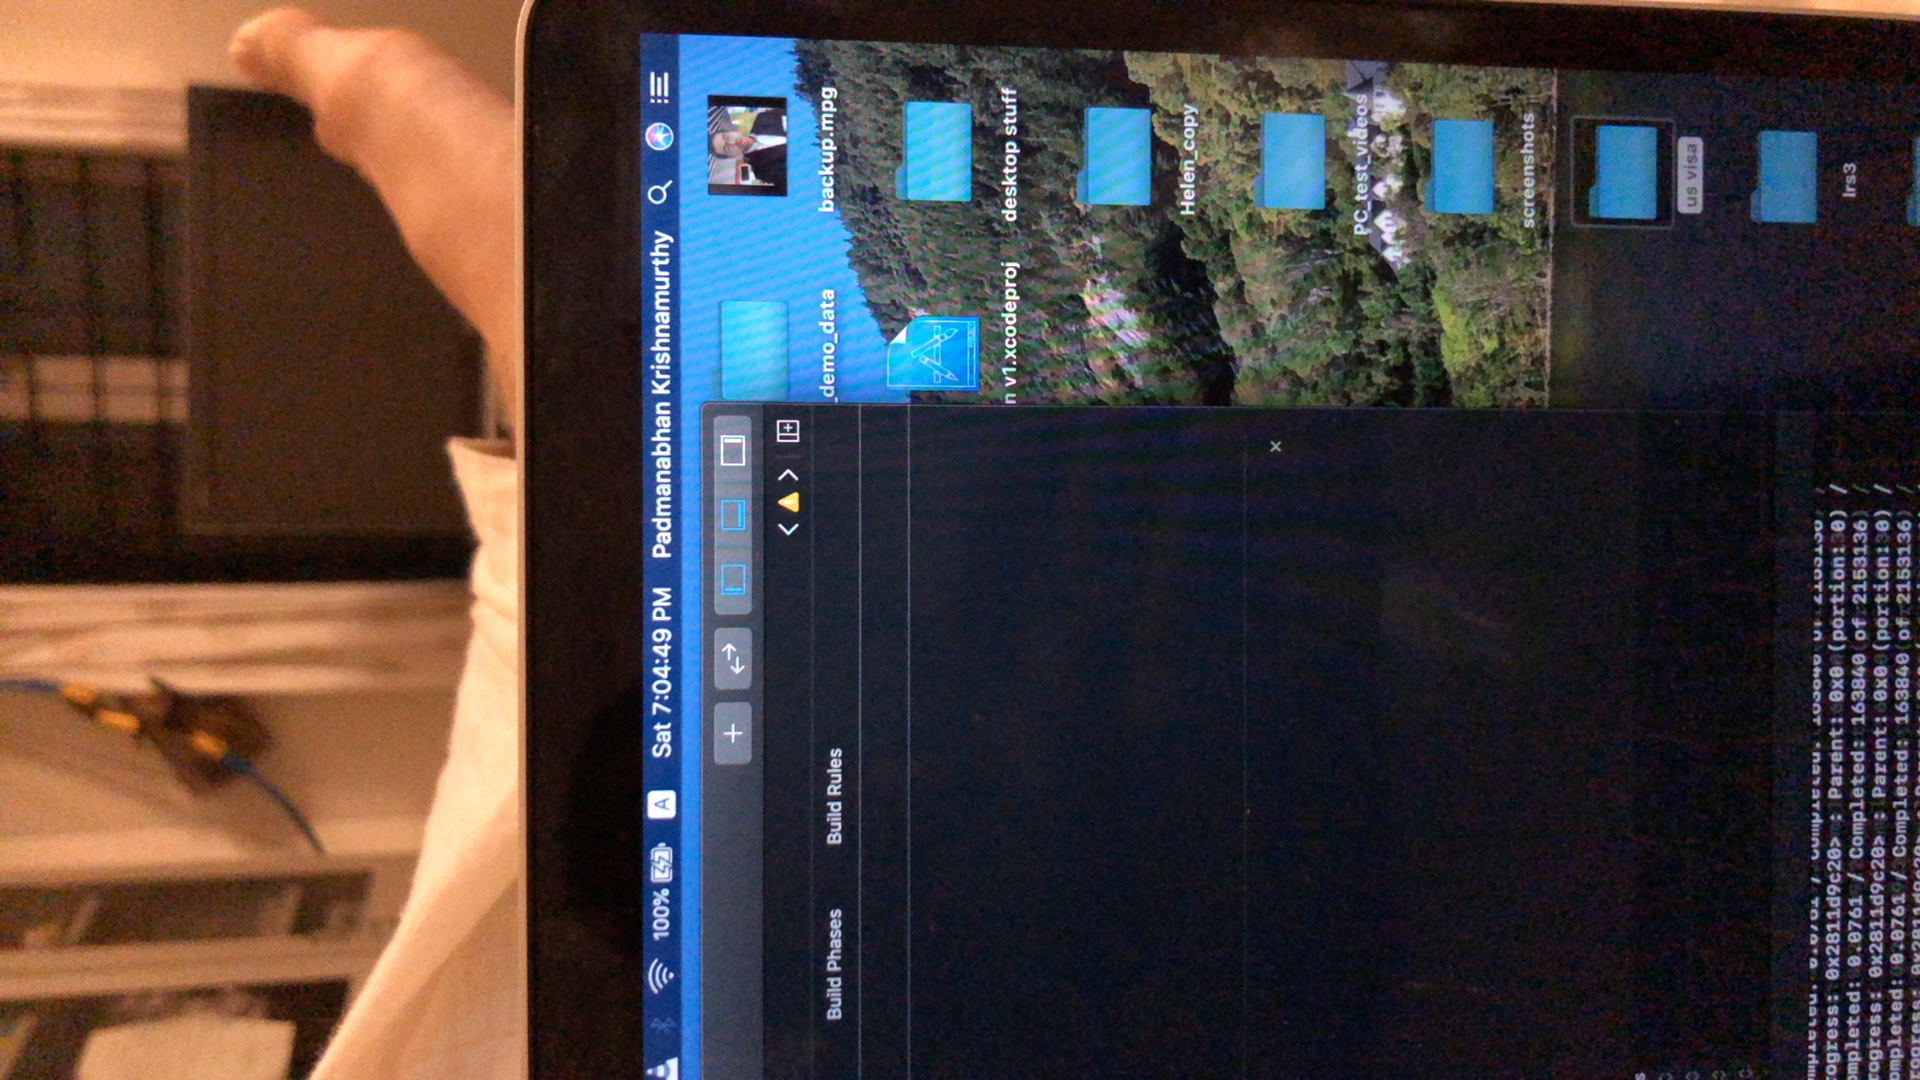 100% A Sat 7:04:49 PM Padmanabhan Krishnamurthy
_demo_data backup.mpg
Build Phases Build Rules
n v1.xcodeproj desktop stuff
Helen_copy
PC_test_videos
screenshots
us visa
lrs3
ogress: 0x2811d9c20> : Parent: 0x0 (portion: 0) /
ompleted: 0.0761 / Completed: 163840 of 2153136
rogress: 0x2811d9c20> : Parent: 0x0 (portion: 0) /
ompleted: 0.0761 / Completed: 163840 of 2153136